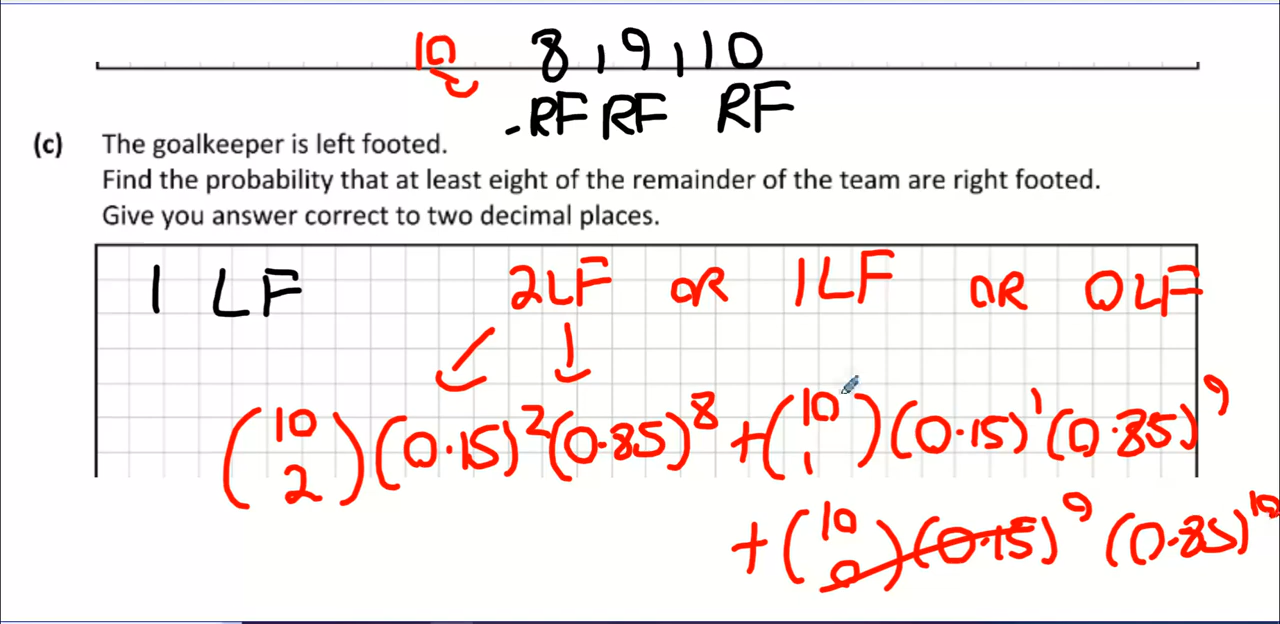 10 8, 9, 10
RF RF RF
(c) The goalkeeper is left footed.
Find the probability that at least eight of the remainder of the team are right footed.
Give you answer correct to two decimal places.
1 LF 2LF OR 1LF OR 0LF
(10 2)(0.15)²(0.85)⁸ + (10 1)(0.15)¹(0.85)⁹
+ (10 0)(0.15)⁰(0.85)¹⁰